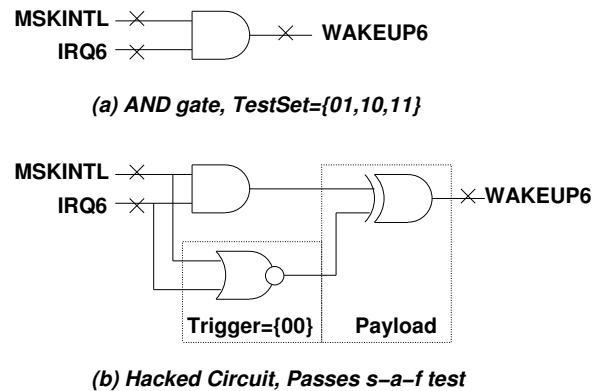 MSKINTL
IRQ6
WAKEUP6
(a) AND gate, TestSet={01,10,11}
MSKINTL
IRQ6
WAKEUP6
Trigger={00}
Payload
(b) Hacked Circuit, Passes s−a−f test